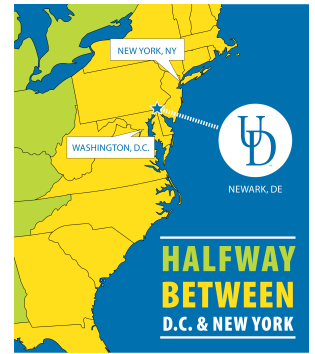 NEW YORK, NY
WASHINGTON, D.C.
UD
NEWARK, DE
HALFWAY
BETWEEN
D.C. & NEW YORK